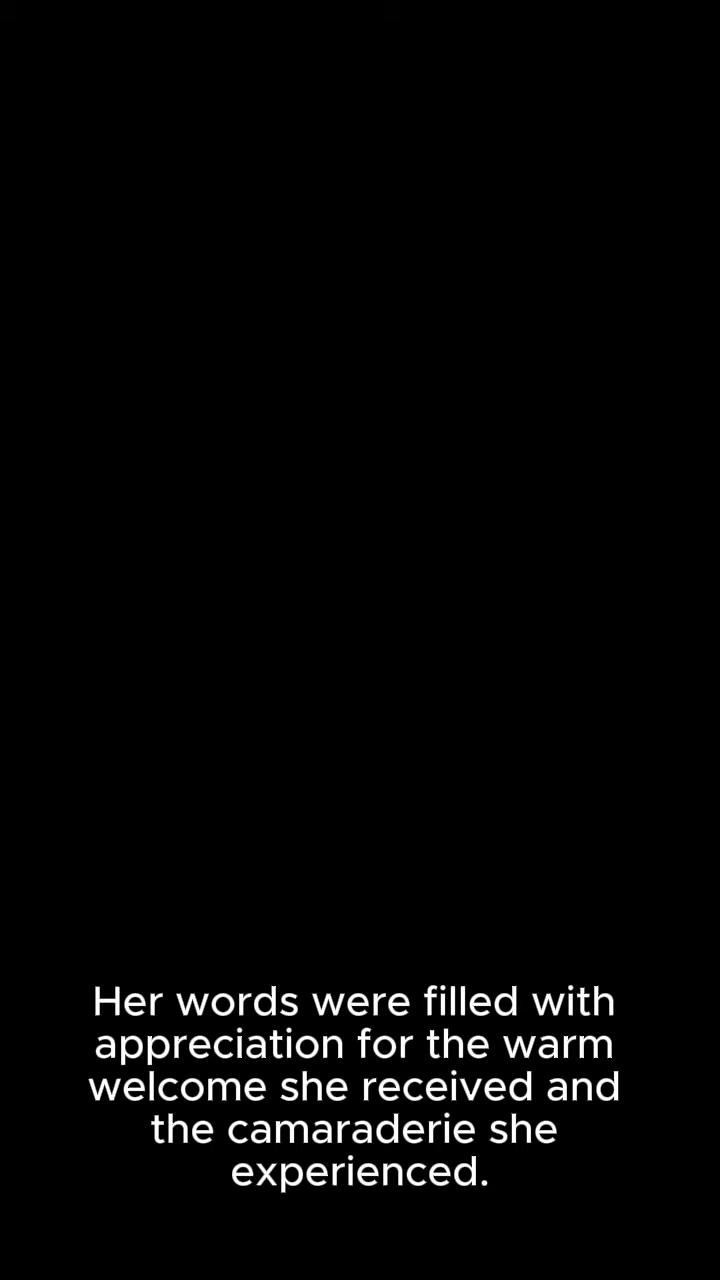 Her words were filled with
appreciation for the warm
welcome she received and
the camaraderie she
experienced.